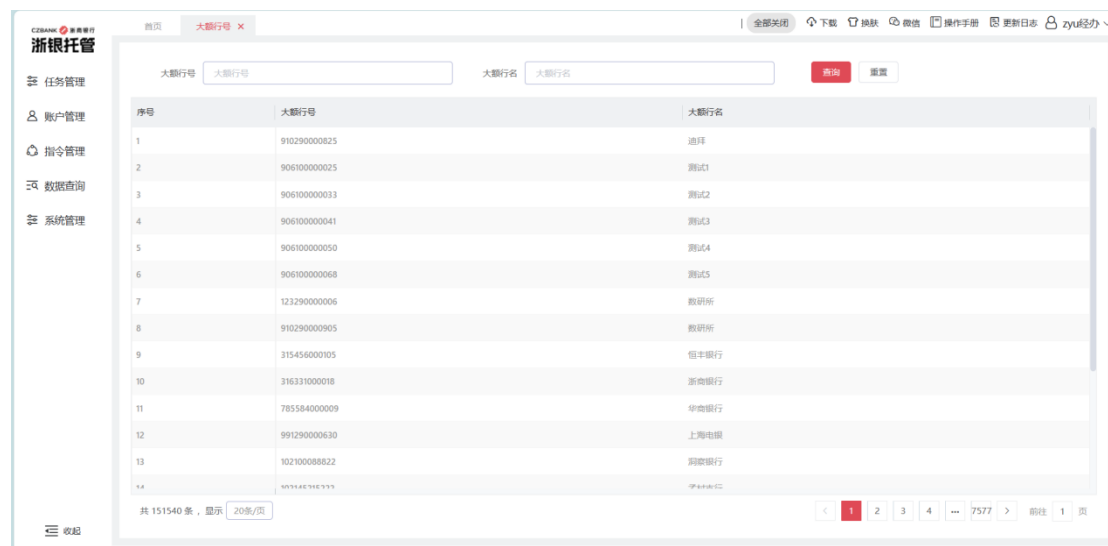 CZBANK 浙商银行
浙银托管
首页
大额行号 ×
全部关闭
下载
换肤
微信
操作手册
更新日志
zyu经办
任务管理
账户管理
指令管理
数据查询
系统管理
收起
大额行号 大额行号
大额行名 大额行名
查询
重置
序号 大额行号 大额行名
1 910290000825 迪拜
2 906100000025 测试1
3 906100000033 测试2
4 906100000041 测试3
5 906100000050 测试4
6 906100000068 测试5
7 123290000006 数研所
8 910290000905 数研所
9 315456000105 恒丰银行
10 316331000018 浙商银行
11 785584000009 华商银行
12 991290000630 上海电银
13 102100088822 洞察银行
14
共 151540 条，显示 20条/页
1 2 3 4 ... 7577 前往 1 页